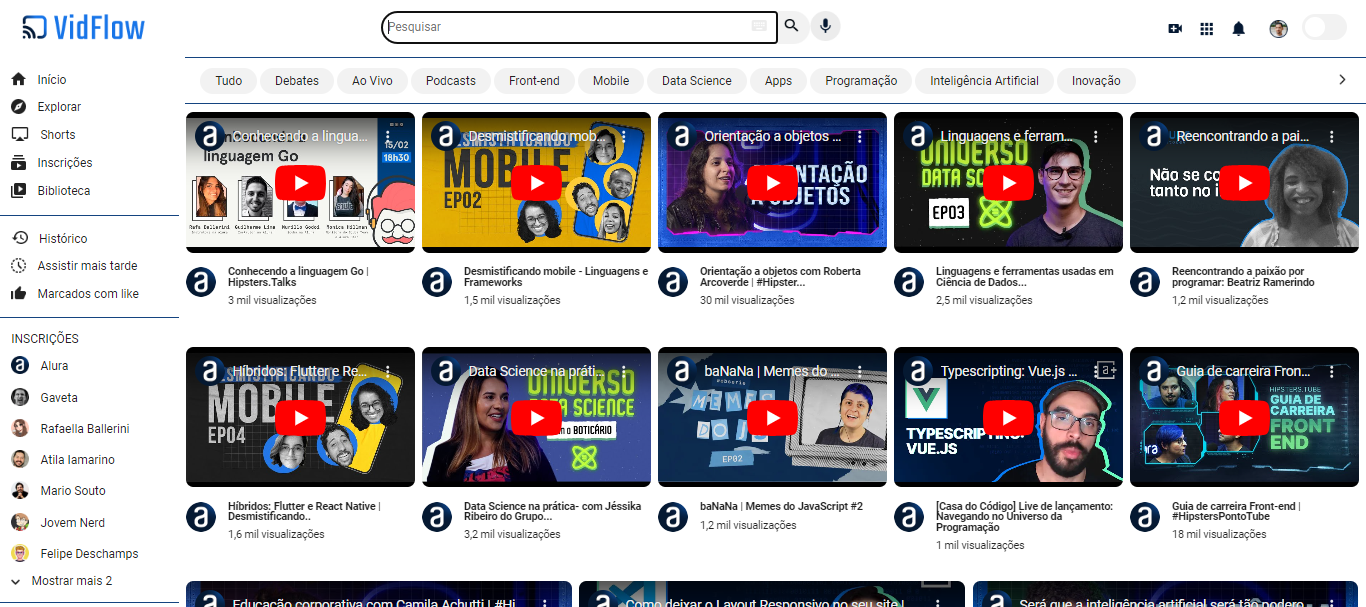 VidFlow
Pesquisar
Início
Explorar
Shorts
Inscrições
Biblioteca
Histórico
Assistir mais tarde
Marcados com like
INSCRIÇÕES
Alura
Gaveta
Rafaella Ballerini
Atila Iamarino
Mario Souto
Jovem Nerd
Felipe Deschamps
Mostrar mais 2
Tudo
Debates
Ao Vivo
Podcasts
Front-end
Mobile
Data Science
Apps
Programação
Inteligência Artificial
Inovação
a Conhecendo a lingua...
linguagem Go
15/02
18h30
Rafa Ballerini
Guilherme Lima
Murillo Godoi
Monica Hillman
Conhecendo a linguagem Go |
Hipsters.Talks
3 mil visualizações
a Desmistificando mob...
DESMISTIFICANDO
MOBILE
EP02
Desmistificando mobile - Linguagens e
Frameworks
1,5 mil visualizações
a Orientação a objetos ...
A OBJETOS
Orientação a objetos com Roberta
Arcoverde | #Hipster...
30 mil visualizações
a Linguagens e ferram...
UNIVERSO
DATA
EP03
Linguagens e ferramentas usadas em
Ciência de Dados...
2,5 mil visualizações
a Reencontrando a pai...
Não se co
tanto no i
Reencontrando a paixão por
programar: Beatriz Ramerindo
1,2 mil visualizações
a Híbridos: Flutter e Re...
DESMISTIFICANDO
MOBILE
EP04
Híbridos: Flutter e React Native |
Desmistificando..
1,6 mil visualizações
a Data Science na práti...
UNIVERSO
DATA SCIENCE
O BOTICÁRIO
Data Science na prática- com Jéssika
Ribeiro do Grupo...
3,2 mil visualizações
a baNaNa | Memes do ...
MEMES
EP02
baNaNa | Memes do JavaScript #2
1,2 mil visualizações
a Typescripting: Vue.js ...
TYPESCRIPTING:
VUE.JS
[Casa do Código] Live de lançamento:
Navegando no Universo da
Programação
1 mil visualizações
a Guia de carreira Fron...
HIPSTERS.TUBE
GUIA DE
CARREIRA
FRONT
END
Guia de carreira Front-end |
#HipstersPontoTube
18 mil visualizações
Educação corporativa com Camila Achutti | #Hi
Como deixar o Layout Responsivo no seu site |
Será que a inteligência artificial será tão podero